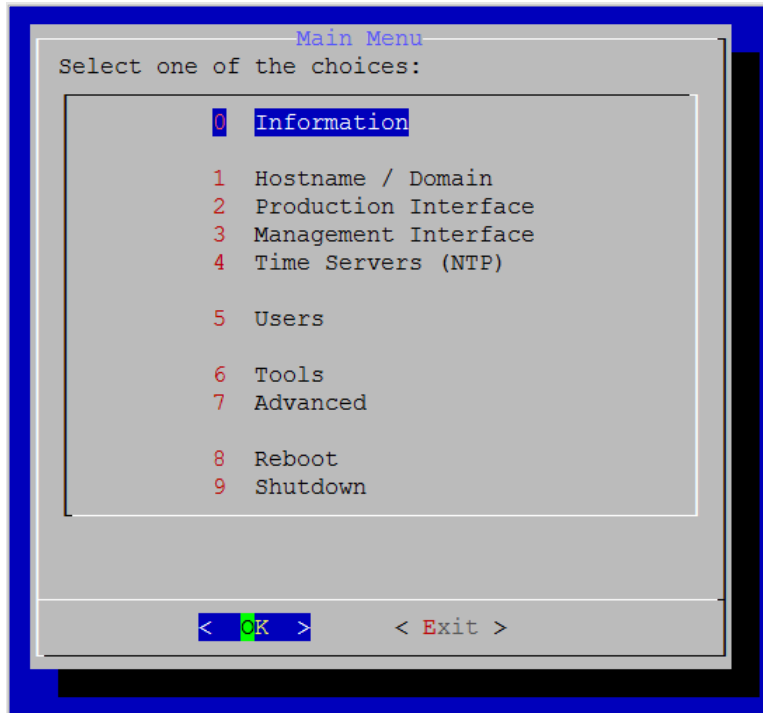 Main Menu
Select one of the choices:
0 Information
1 Hostname / Domain
2 Production Interface
3 Management Interface
4 Time Servers (NTP)
5 Users
6 Tools
7 Advanced
8 Reboot
9 Shutdown
< OK > < Exit >